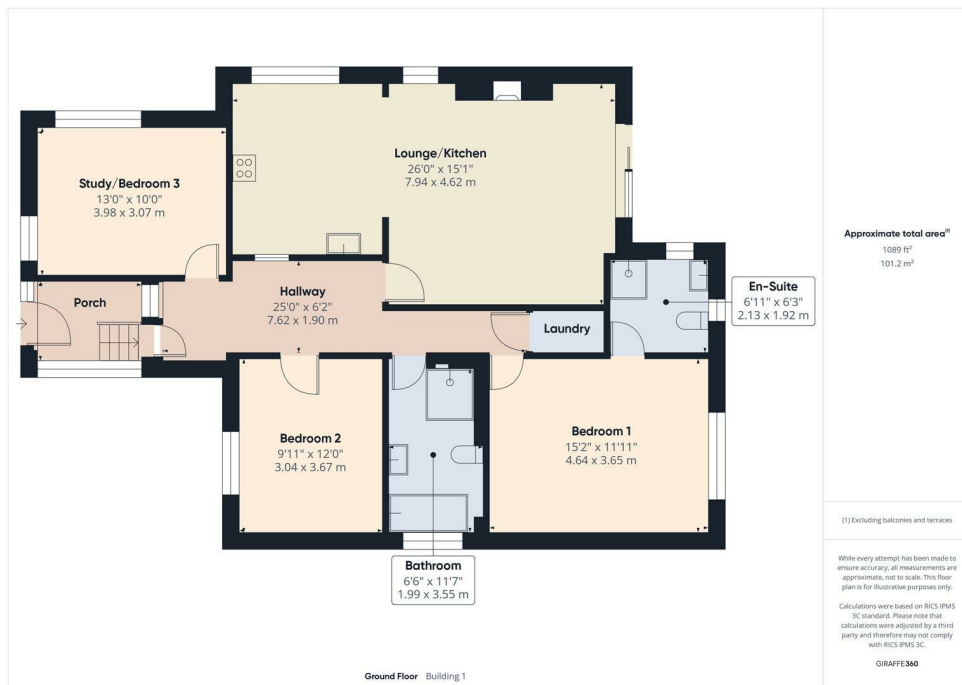 Lounge/Kitchen
26'0" x 15'1"
7.94 x 4.62 m
Study/Bedroom 3
13'0" x 10'0"
3.98 x 3.07 m
Porch
Hallway
25'0" x 6'2"
7.62 x 1.90 m
Laundry
En-Suite
6'11" x 6'3"
2.13 x 1.92 m
Bedroom 2
9'11" x 12'0"
3.04 x 3.67 m
Bedroom 1
15'2" x 11'11"
4.64 x 3.65 m
Bathroom
6'6" x 11'7"
1.99 x 3.55 m
Ground Floor Building 1
Approximate total area⁽¹⁾
1089 ft²
101.2 m²
(1) Excluding balconies and terraces
While every attempt has been made to
ensure accuracy, all measurements are
approximate, not to scale. This floor
plan is for illustrative purposes only.
Calculations were based on RICS IPMS
3C standard. Please note that
calculations were adjusted by a third
party and therefore may not comply
with RICS IPMS 3C.
GIRAFFE360